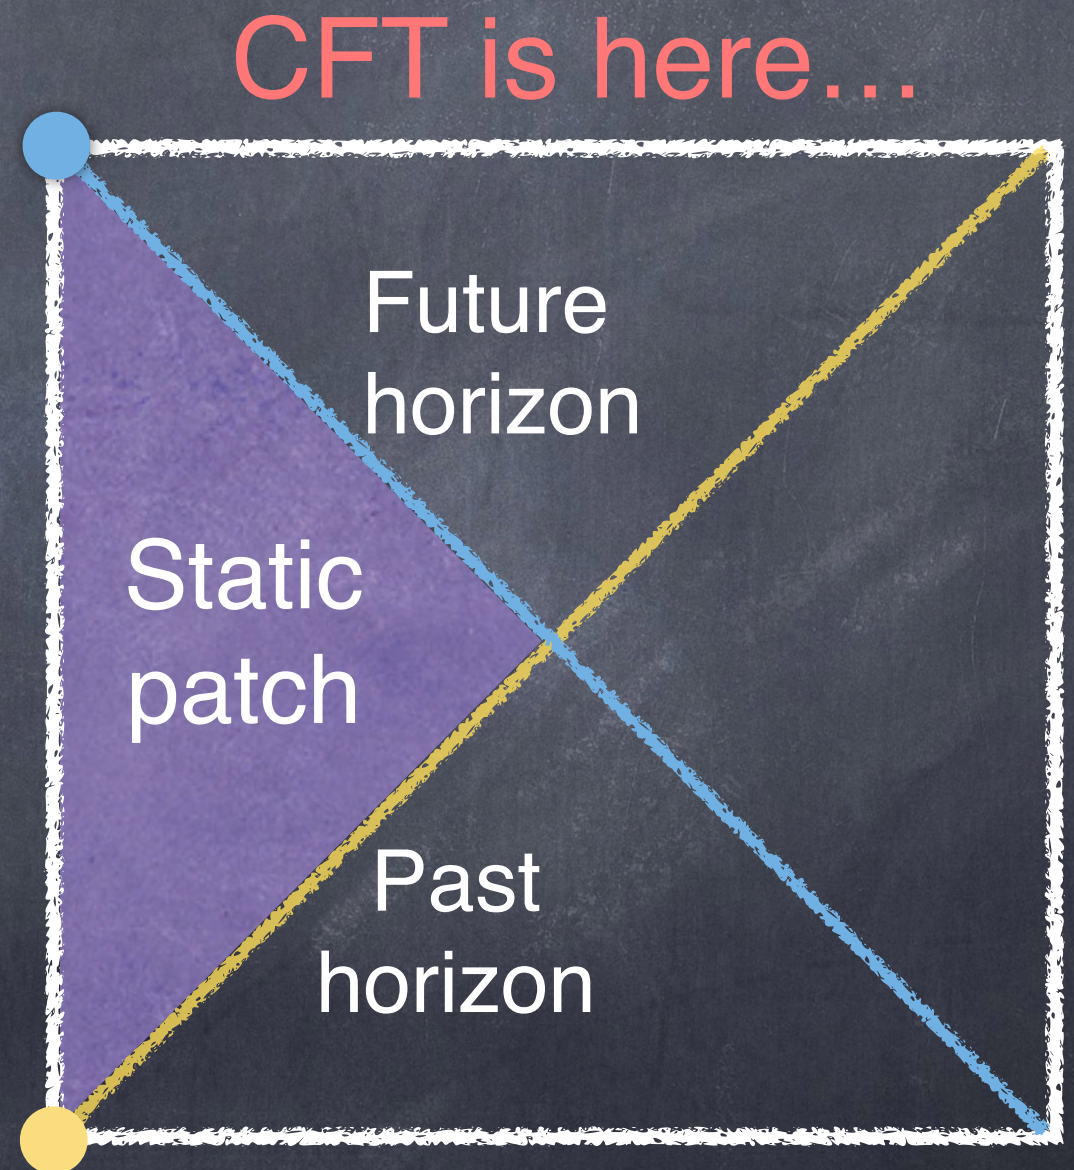 CFT is here…
Future
horizon
Static
patch
Past
horizon